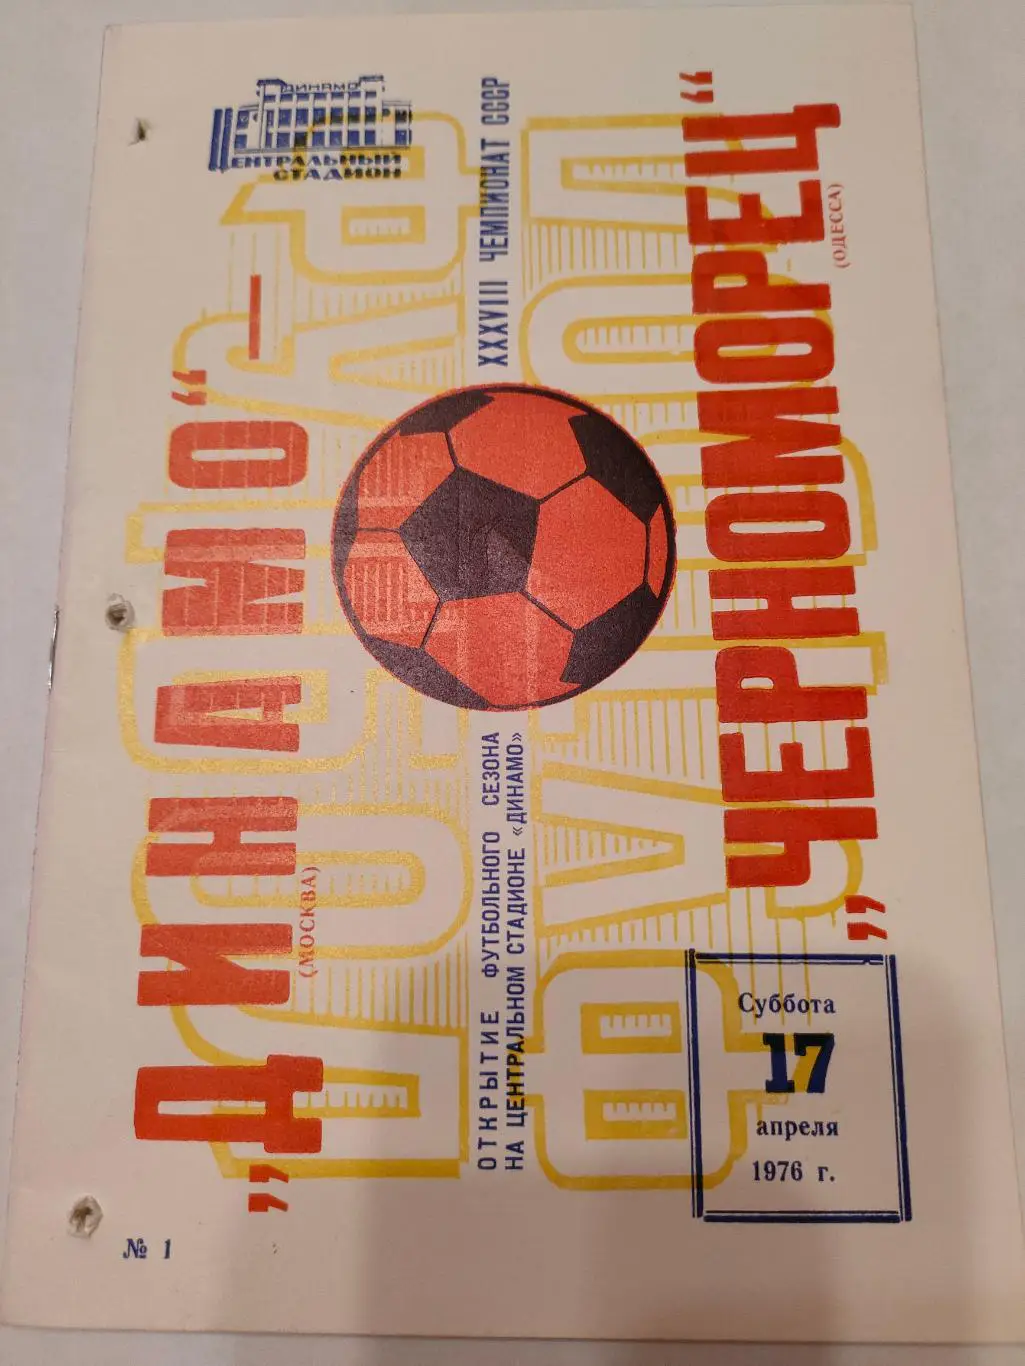 ДИНАМО
ЦЕНТРАЛЬНЫЙ
СТАДИОН
„ДИНАМО“ —
(МОСКВА)
XXXVIII ЧЕМПИОНАТ СССР
ОТКРЫТИЕ ФУТБОЛЬНОГО СЕЗОНА
НА ЦЕНТРАЛЬНОМ СТАДИОНЕ «ДИНАМО»
„ЧЕРНОМОРЕЦ“
(ОДЕССА)
Суббота
17
апреля
1976 г.
№ 1